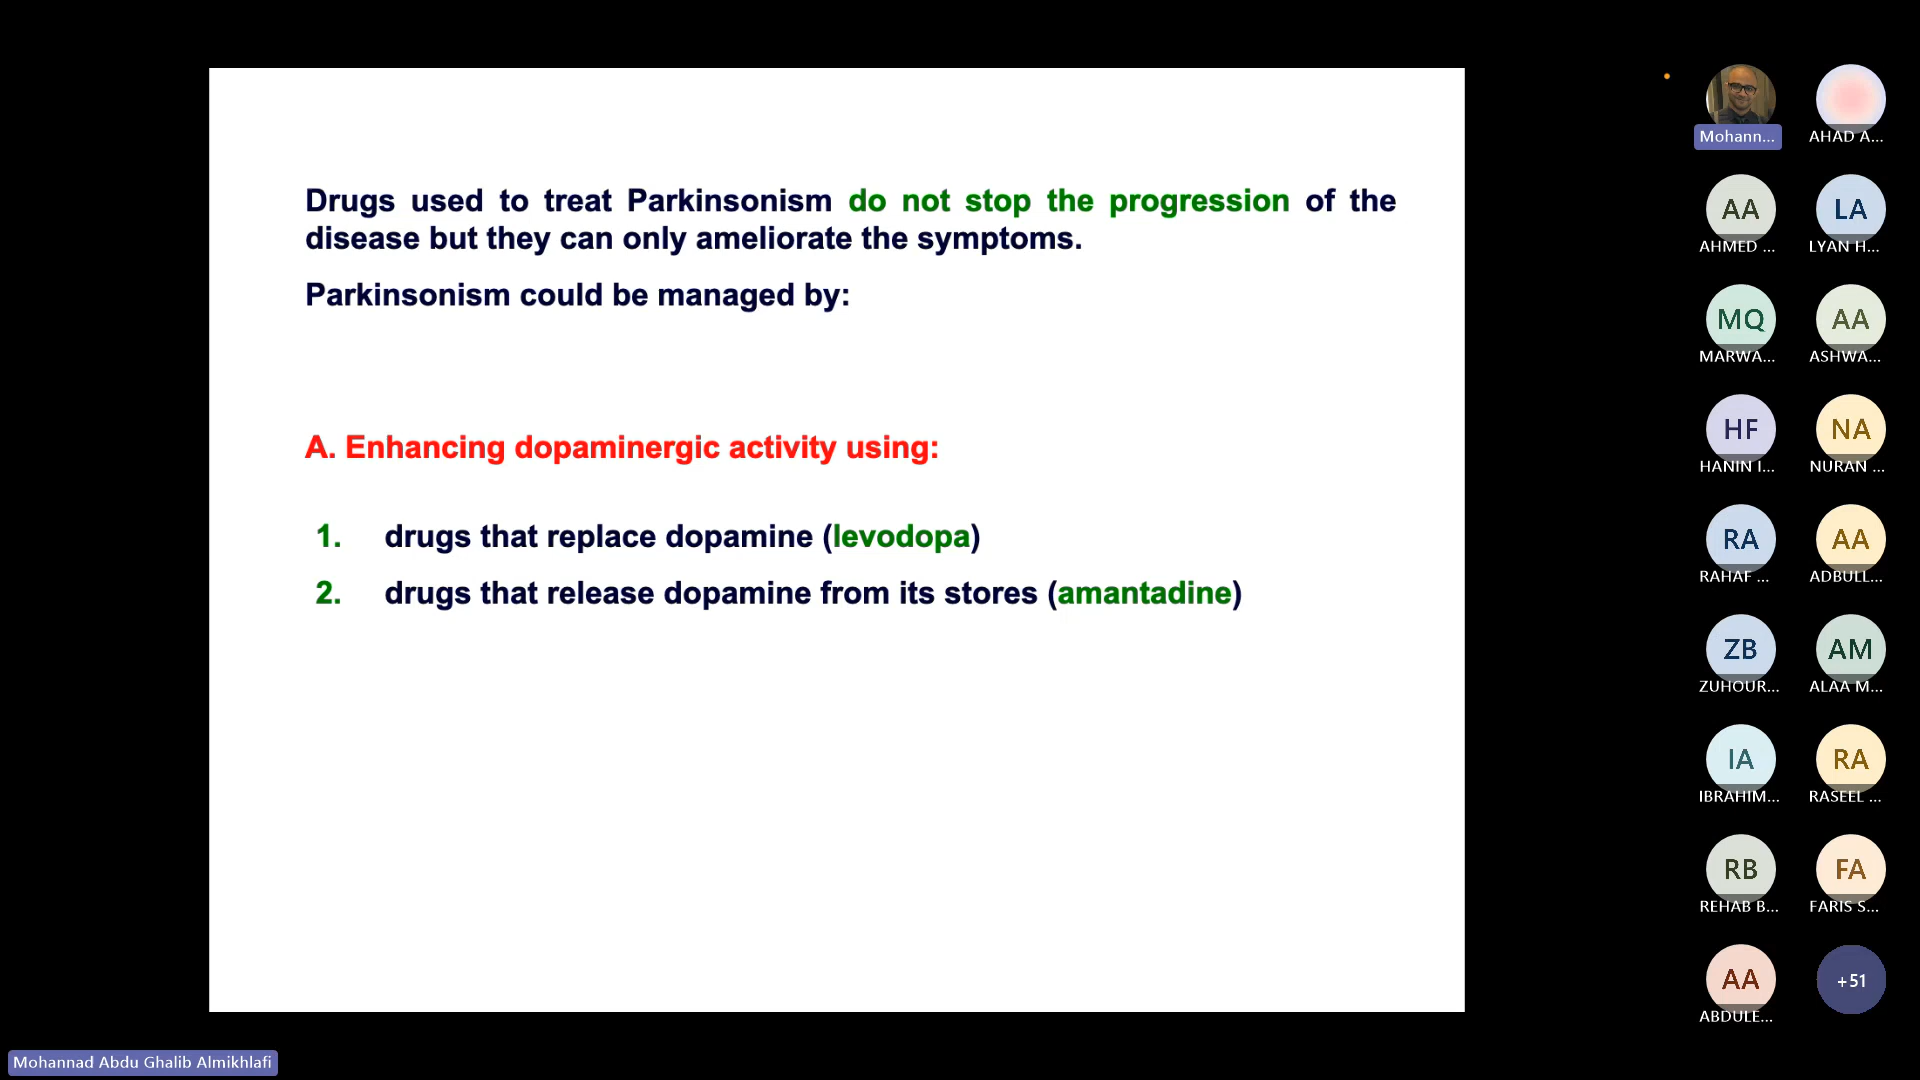 Drugs used to treat Parkinsonism do not stop the progression of the
disease but they can only ameliorate the symptoms.
Parkinsonism could be managed by:
A. Enhancing dopaminergic activity using:
1. drugs that replace dopamine (levodopa)
2. drugs that release dopamine from its stores (amantadine)
Mohann...
AHAD A...
AA
AHMED ...
LA
LYAN H...
MQ
MARWA...
AA
ASHWA...
HF
HANIN I...
NA
NURAN ...
RA
RAHAF ...
AA
ADBULL...
ZB
ZUHOUR...
AM
ALAA M...
IA
IBRAHIM...
RA
RASEEL ...
RB
REHAB B...
FA
FARIS S...
AA
ABDULE...
+51
Mohannad Abdu Ghalib Almikhlafi